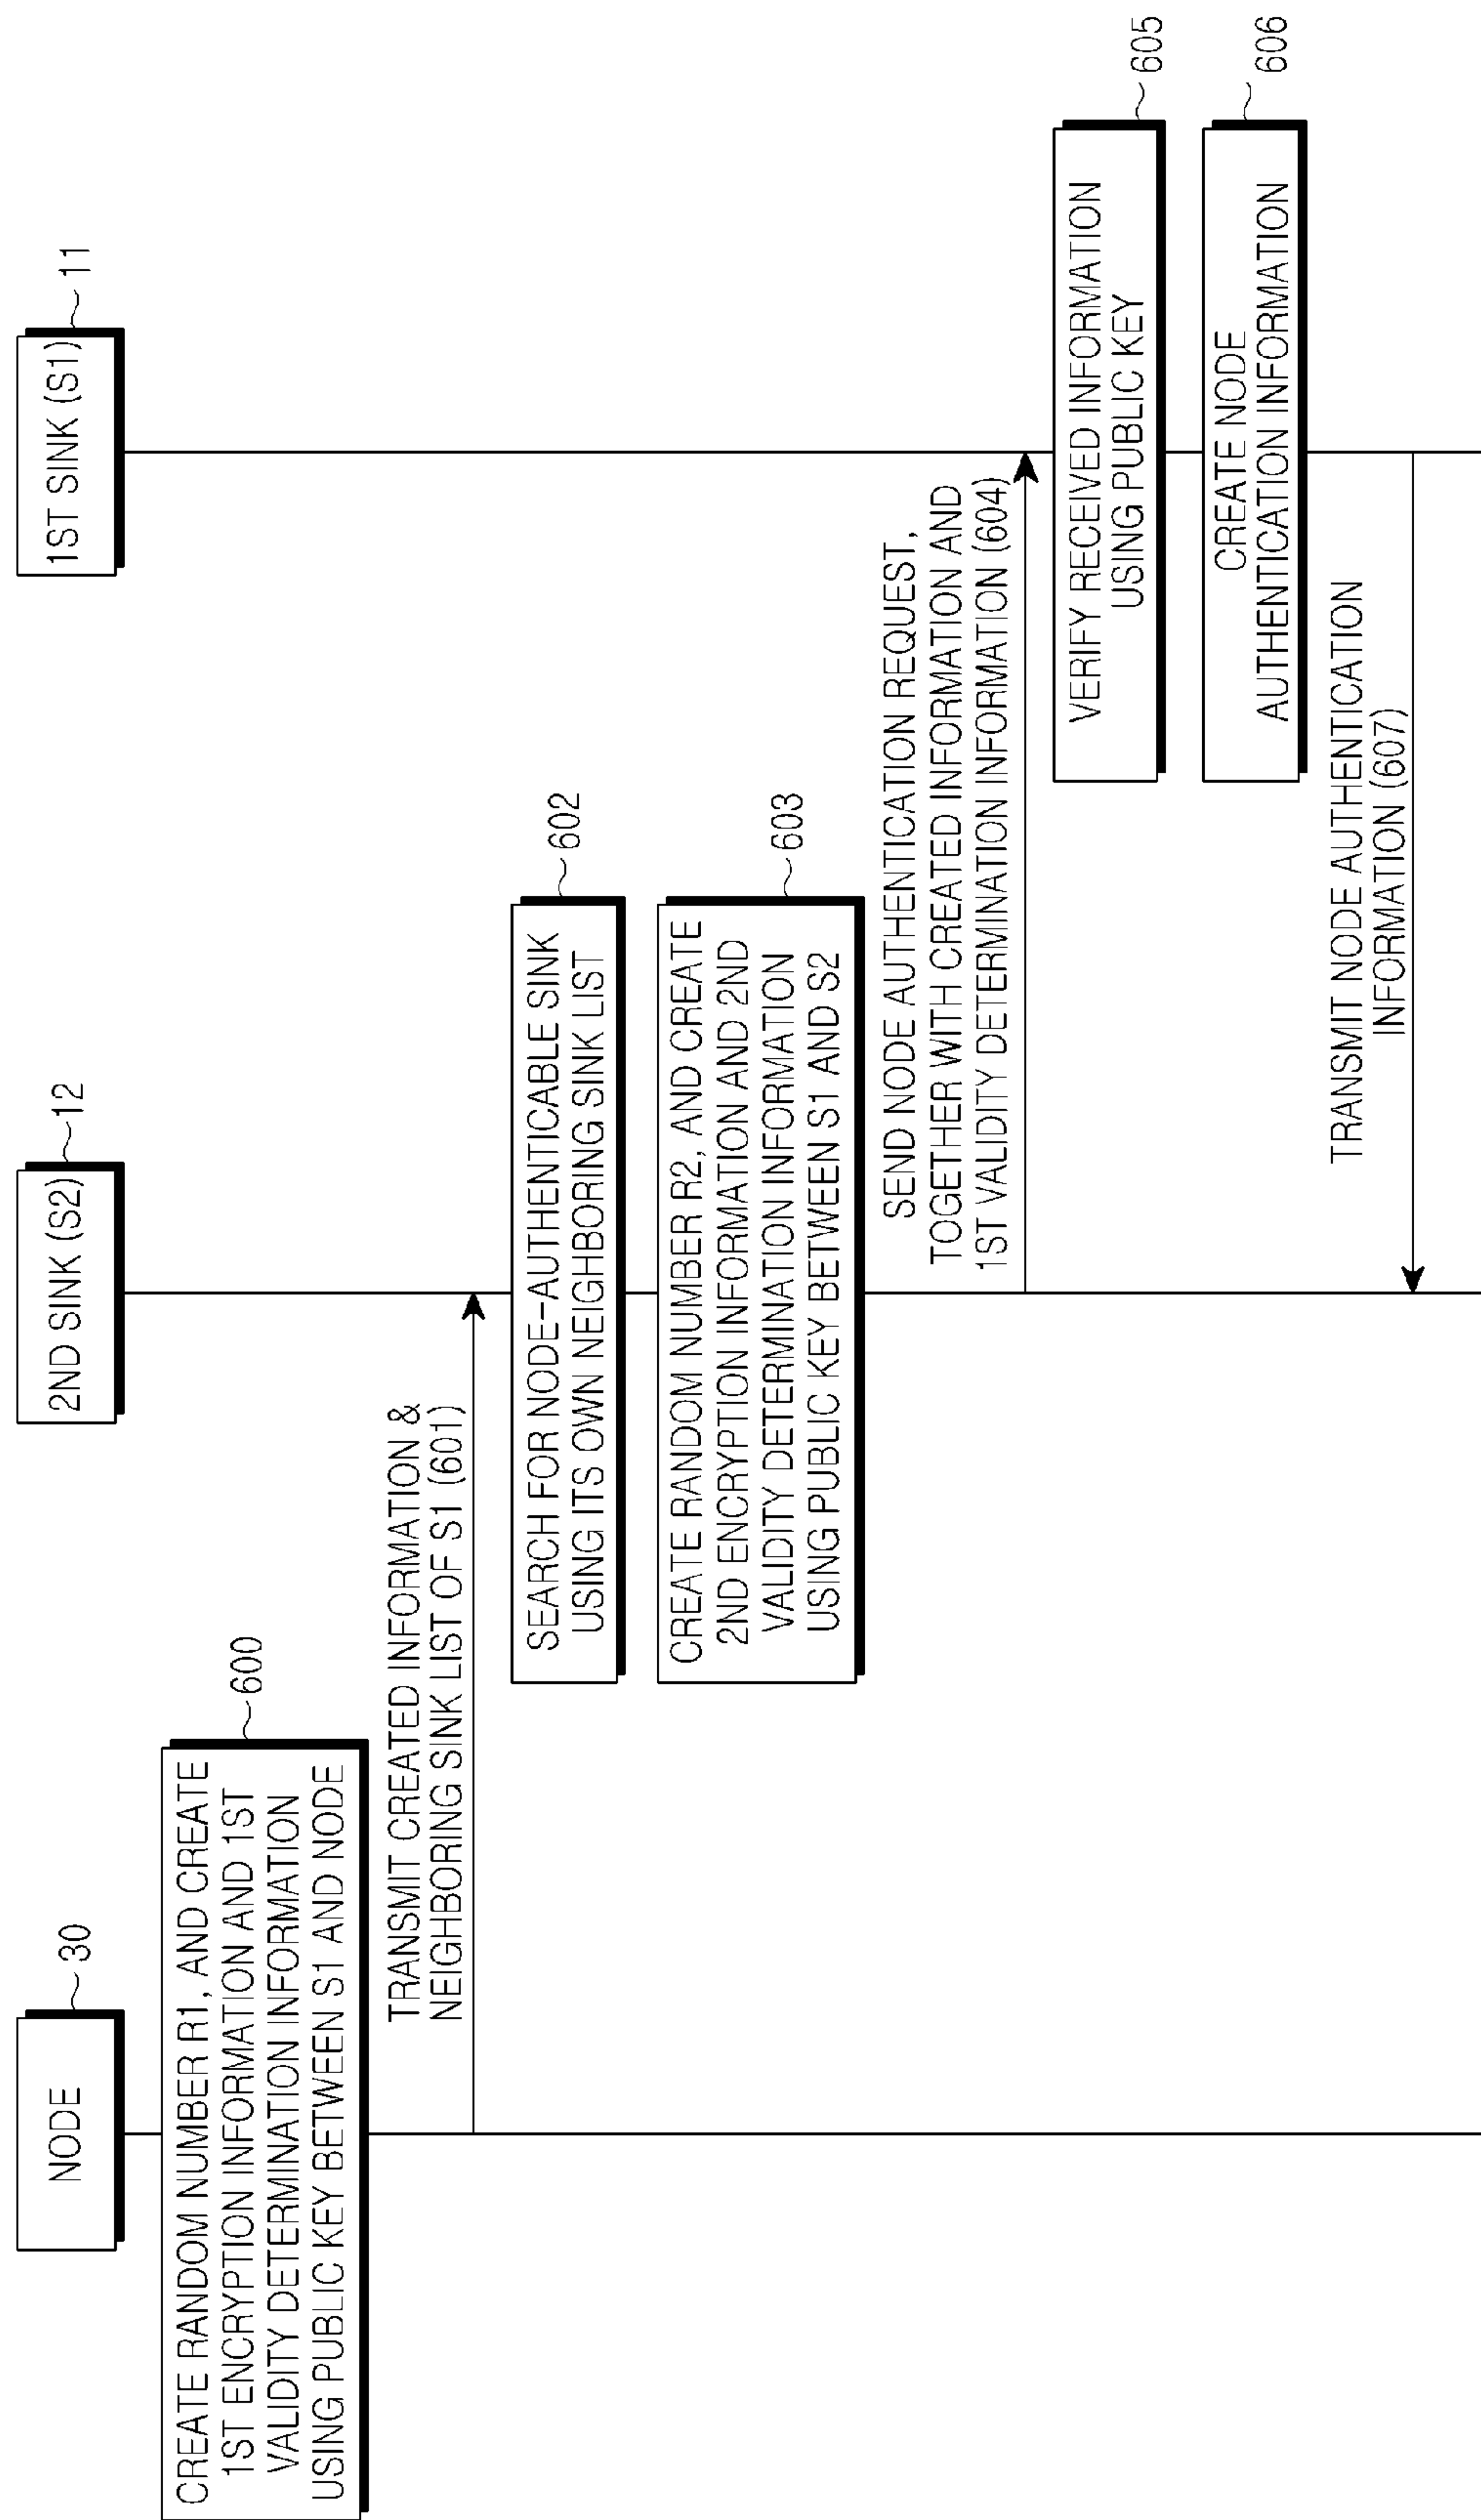 NODE
30
2ND SINK (S2)
12
1ST SINK (S1)
11
CREATE RANDOM NUMBER R1, AND CREATE
1ST ENCRYPTION INFORMATION AND 1ST
VALIDITY DETERMINATION INFORMATION
USING PUBLIC KEY BETWEEN S1 AND NODE
600
TRANSMIT CREATED INFORMATION &
NEIGHBORING SINK LIST OF S1 (601)
SEARCH FOR NODE-AUTHENTICABLE SINK
USING ITS OWN NEIGHBORING SINK LIST
602
CREATE RANDOM NUMBER R2, AND CREATE
2ND ENCRYPTION INFORMATION AND 2ND
VALIDITY DETERMINATION INFORMATION
USING PUBLIC KEY BETWEEN S1 AND S2
603
SEND NODE AUTHENTICATION REQUEST,
TOGETHER WITH CREATED INFORMATION AND
1ST VALIDITY DETERMINATION INFORMATION (604)
VERIFY RECEIVED INFORMATION
USING PUBLIC KEY
605
CREATE NODE
AUTHENTICATION INFORMATION
606
TRANSMIT NODE AUTHENTICATION
INFORMATION (607)